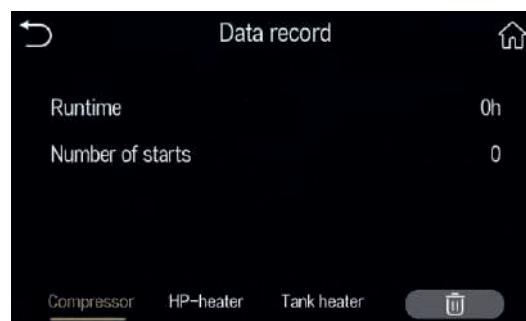 Data record
Runtime 0h
Number of starts 0
Compressor HP-heater Tank heater